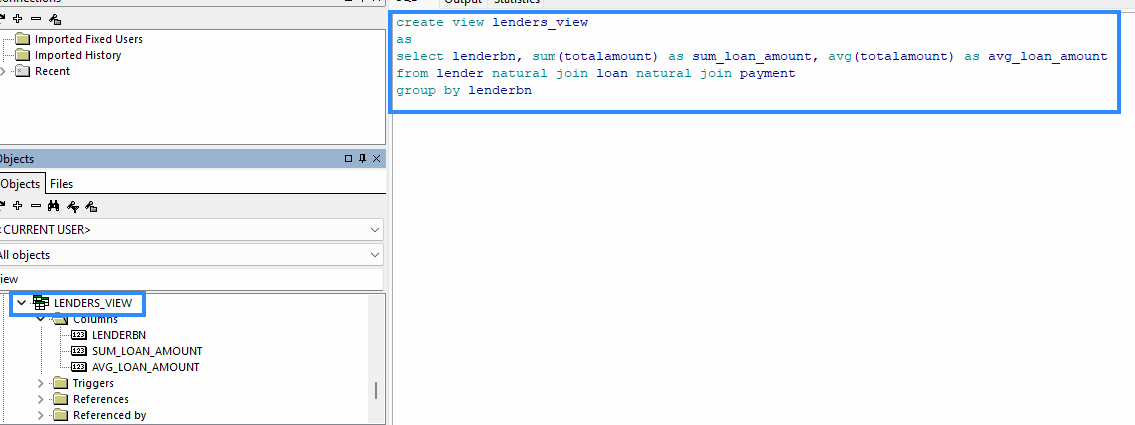 Output
Statistics
Imported Fixed Users
Imported History
Recent
Objects
Objects Files
<CURRENT USER>
All objects
LENDERS_VIEW
Columns
LENDERBN
SUM_LOAN_AMOUNT
AVG_LOAN_AMOUNT
Triggers
References
Referenced by
create view lenders_view
as
select lenderbn, sum(totalamount) as sum_loan_amount, avg(totalamount) as avg_loan_amount
from lender natural join loan natural join payment
group by lenderbn